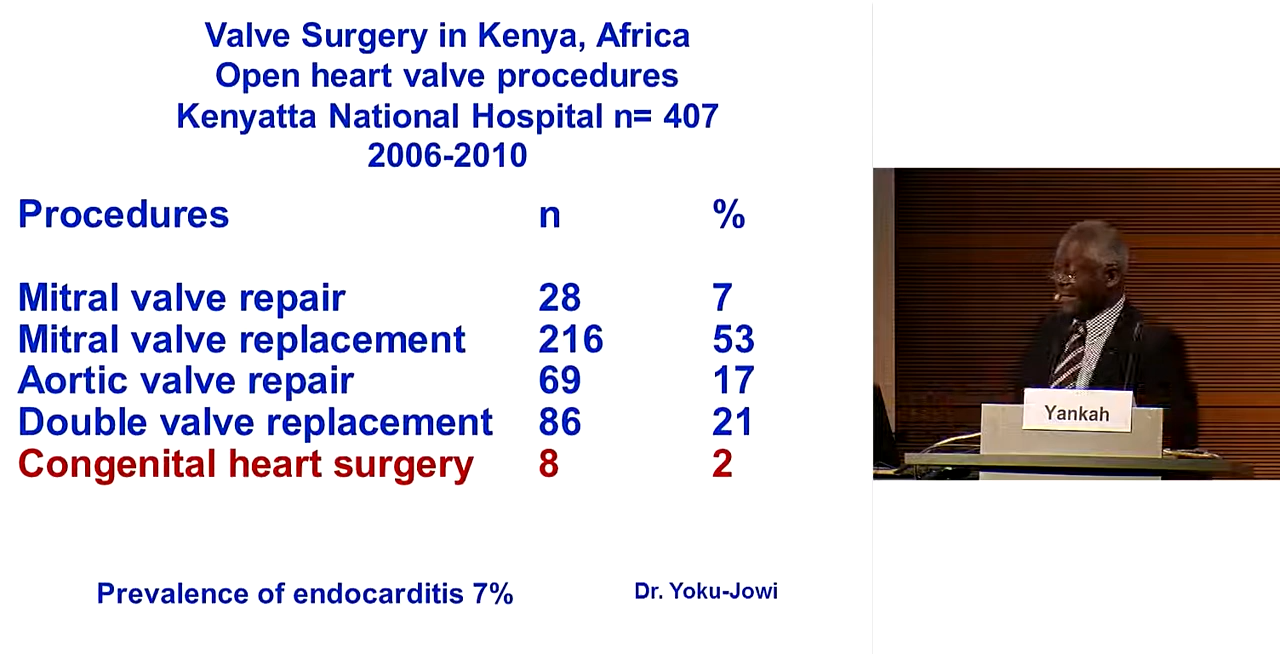 Valve Surgery in Kenya, Africa
Open heart valve procedures
Kenyatta National Hospital n= 407
2006-2010
Procedures n %
Mitral valve repair 28 7
Mitral valve replacement 216 53
Aortic valve repair 69 17
Double valve replacement 86 21
Congenital heart surgery 8 2
Prevalence of endocarditis 7% Dr. Yoku-Jowi
Yankah